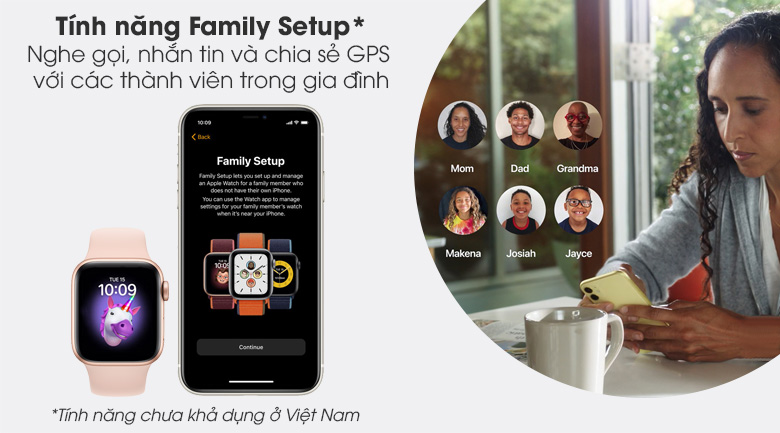 Tính năng Family Setup*
Nghe gọi, nhắn tin và chia sẻ GPS
với các thành viên trong gia đình
10:09
Back
Family Setup
Family Setup lets you set up and manage
an Apple Watch for a family member who
does not have their own iPhone.
You can use the Watch app to manage
settings for your family member's watch
when it's near your iPhone.
Continue
TUE 15
10:09
Mom
Dad
Grandma
Makena
Josiah
Jayce
*Tính năng chưa khả dụng ở Việt Nam